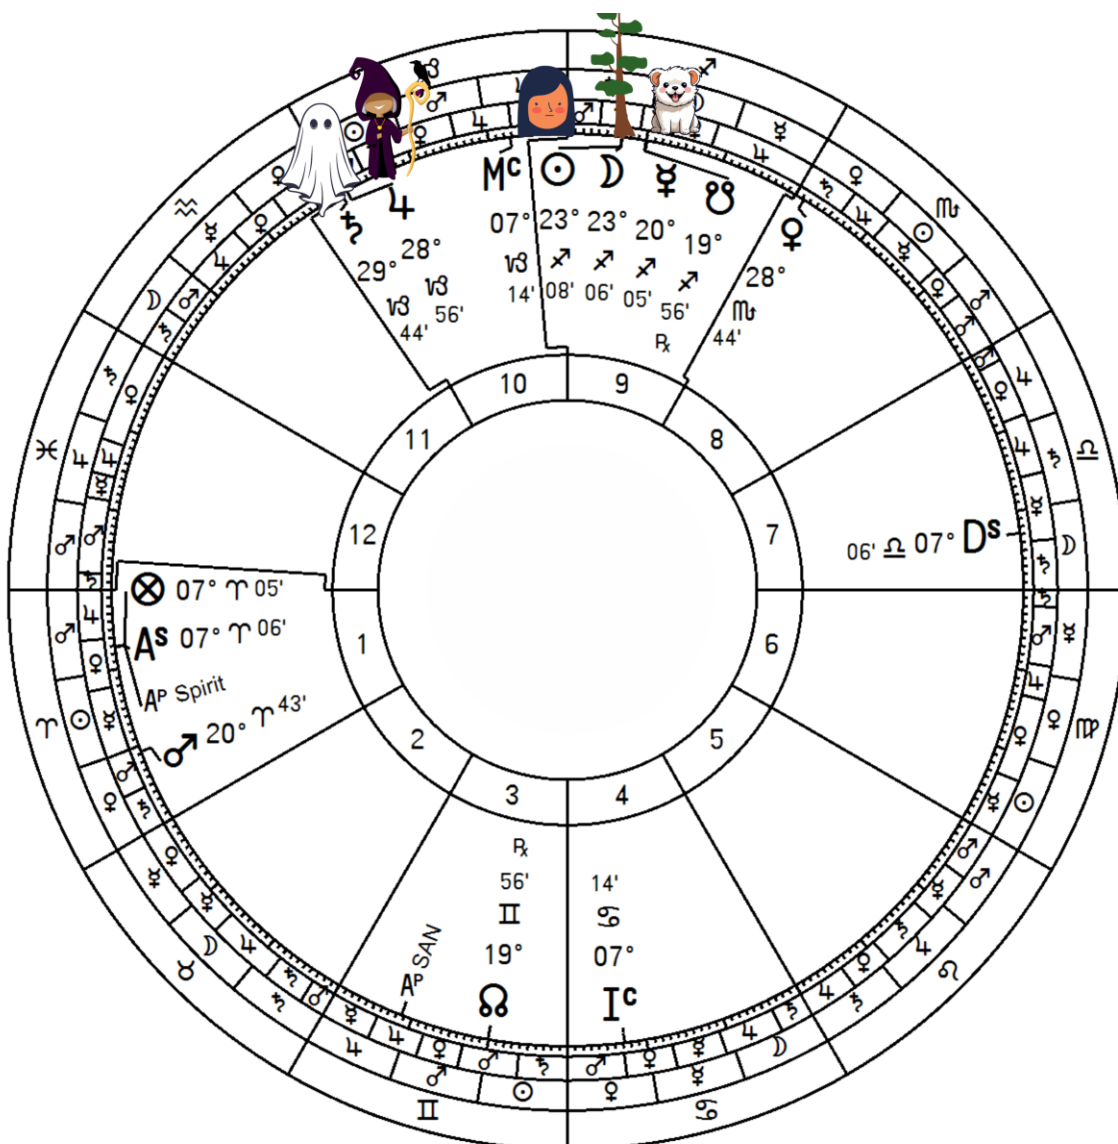 ♑
♐
♒
♏
♄
♃
Mc
☉
☽
☿
☋
♀
29° ♑ 44'
28° ♑ 56'
07° ♑ 14'
23° ♐ 08'
23° ♐ 06'
20° ♐ 05'
19° ♐ 56' ℞
28° ♏ 44'
10
9
11
8
♓
♎
12
7
06' ♎ 07° Ds
⊗ 07° ♈ 05'
As 07° ♈ 06'
Ap Spirit
♂ 20° ♈ 43'
1
6
♈
♍
2
5
3
4
℞
56'
♊
19°
☊
14'
♋
07°
Ic
Ap SAN
♉
♌
♊
♋